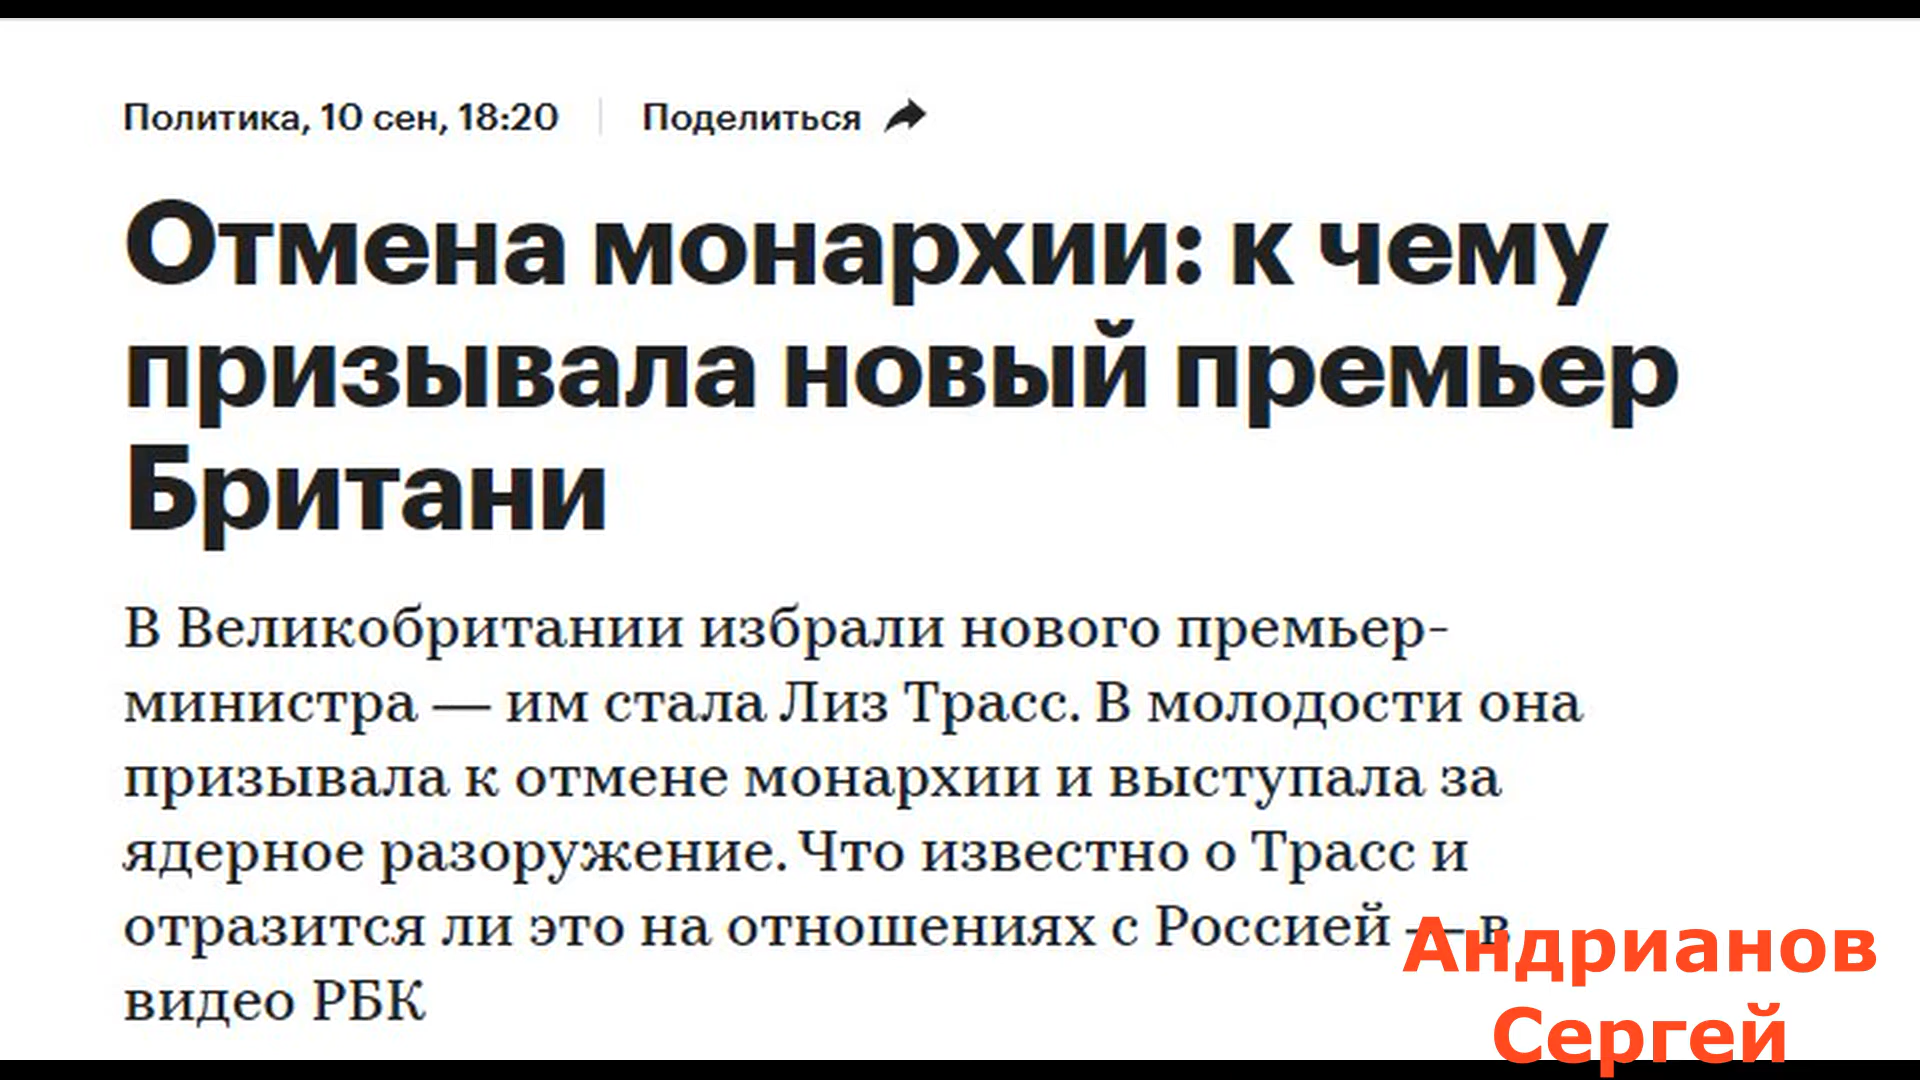 Политика, 10 сен, 18:20 Поделиться
Отмена монархии: к чему
призывала новый премьер
Британи
В Великобритании избрали нового премьер-
министра — им стала Лиз Трасс. В молодости она
призывала к отмене монархии и выступала за
ядерное разоружение. Что известно о Трасс и
отразится ли это на отношениях с Россией — в
видео РБК
Андрианов
Сергей